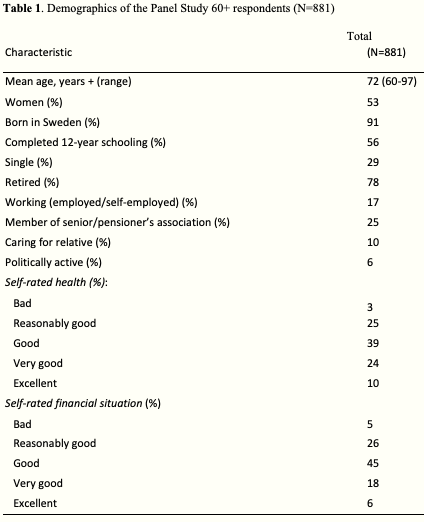 Table 1. Demographics of the Panel Study 60+ respondents (N=881)
Total
Characteristic (N=881)
Mean age, years + (range) 72 (60-97)
Women (%) 53
Born in Sweden (%) 91
Completed 12-year schooling (%) 56
Single (%) 29
Retired (%) 78
Working (employed/self-employed) (%) 17
Member of senior/pensioner's association (%) 25
Caring for relative (%) 10
Politically active (%) 6
Self-rated health (%):
Bad 3
Reasonably good 25
Good 39
Very good 24
Excellent 10
Self-rated financial situation (%)
Bad 5
Reasonably good 26
Good 45
Very good 18
Excellent 6